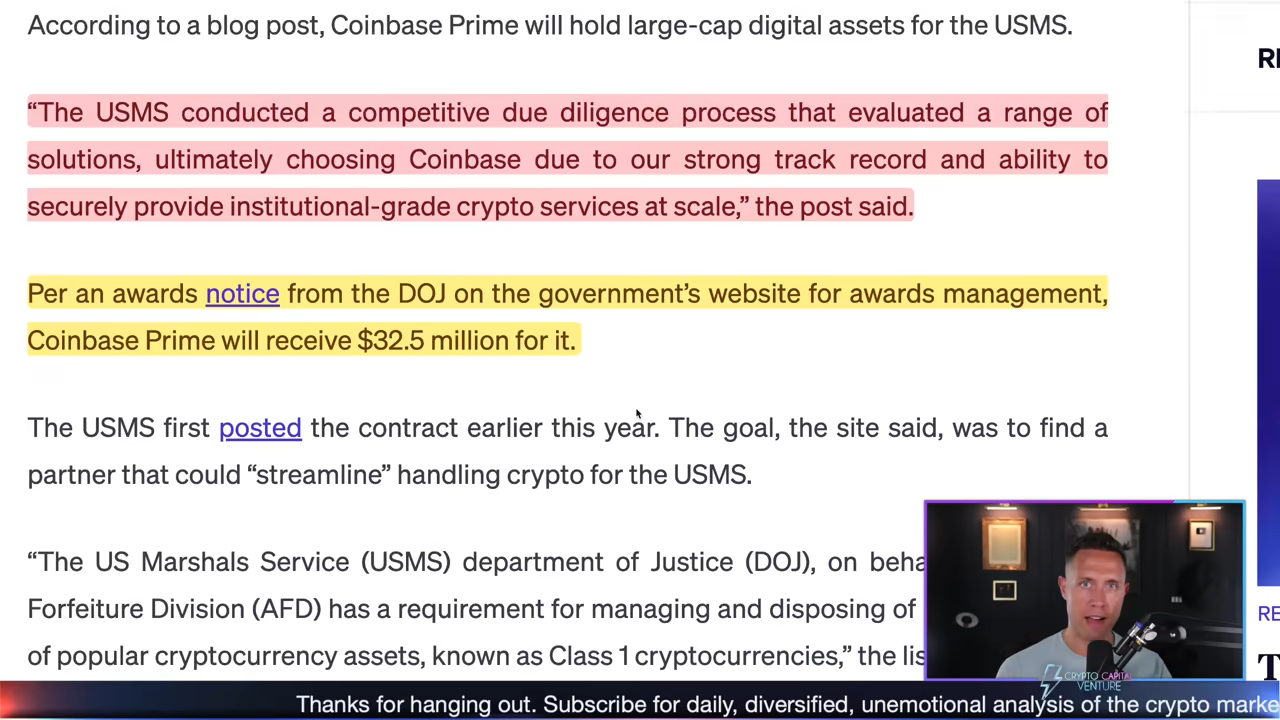 According to a blog post, Coinbase Prime will hold large-cap digital assets for the USMS.
“The USMS conducted a competitive due diligence process that evaluated a range of
solutions, ultimately choosing Coinbase due to our strong track record and ability to
securely provide institutional-grade crypto services at scale,” the post said.
Per an awards notice from the DOJ on the government’s website for awards management,
Coinbase Prime will receive $32.5 million for it.
The USMS first posted the contract earlier this year. The goal, the site said, was to find a
partner that could “streamline” handling crypto for the USMS.
“The US Marshals Service (USMS) department of Justice (DOJ), on beha
Forfeiture Division (AFD) has a requirement for managing and disposing of
of popular cryptocurrency assets, known as Class 1 cryptocurrencies,” the lis
RE
RE
T
CRYPTO CAPITAL
VENTURE
Thanks for hanging out. Subscribe for daily, diversified, unemotional analysis of the crypto marke